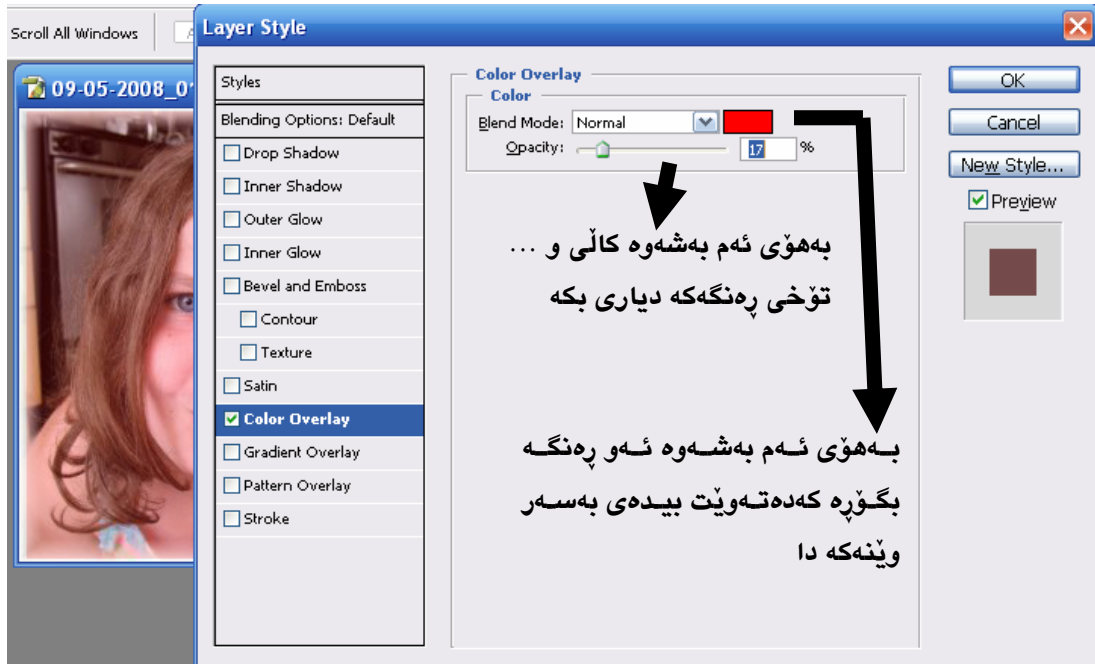 Scroll All Windows
Layer Style
09-05-2008_0
Styles
Blending Options: Default
Drop Shadow
Inner Shadow
Outer Glow
Inner Glow
Bevel and Emboss
Contour
Texture
Satin
Color Overlay
Gradient Overlay
Pattern Overlay
Stroke
Color Overlay
Color
Blend Mode: Normal
Opacity: 17 %
بەهۆی ئەم بەشەوە کاڵی و ...
تۆخی ڕەنگەکە دیاری بکە
بـەهۆی ئـەم بەشـەوە ئـەو ڕەنگـە
بگـۆڕە کەدەتـەوێت بیـدەی بەسـەر
وێنەکە دا
OK
Cancel
New Style...
Preview